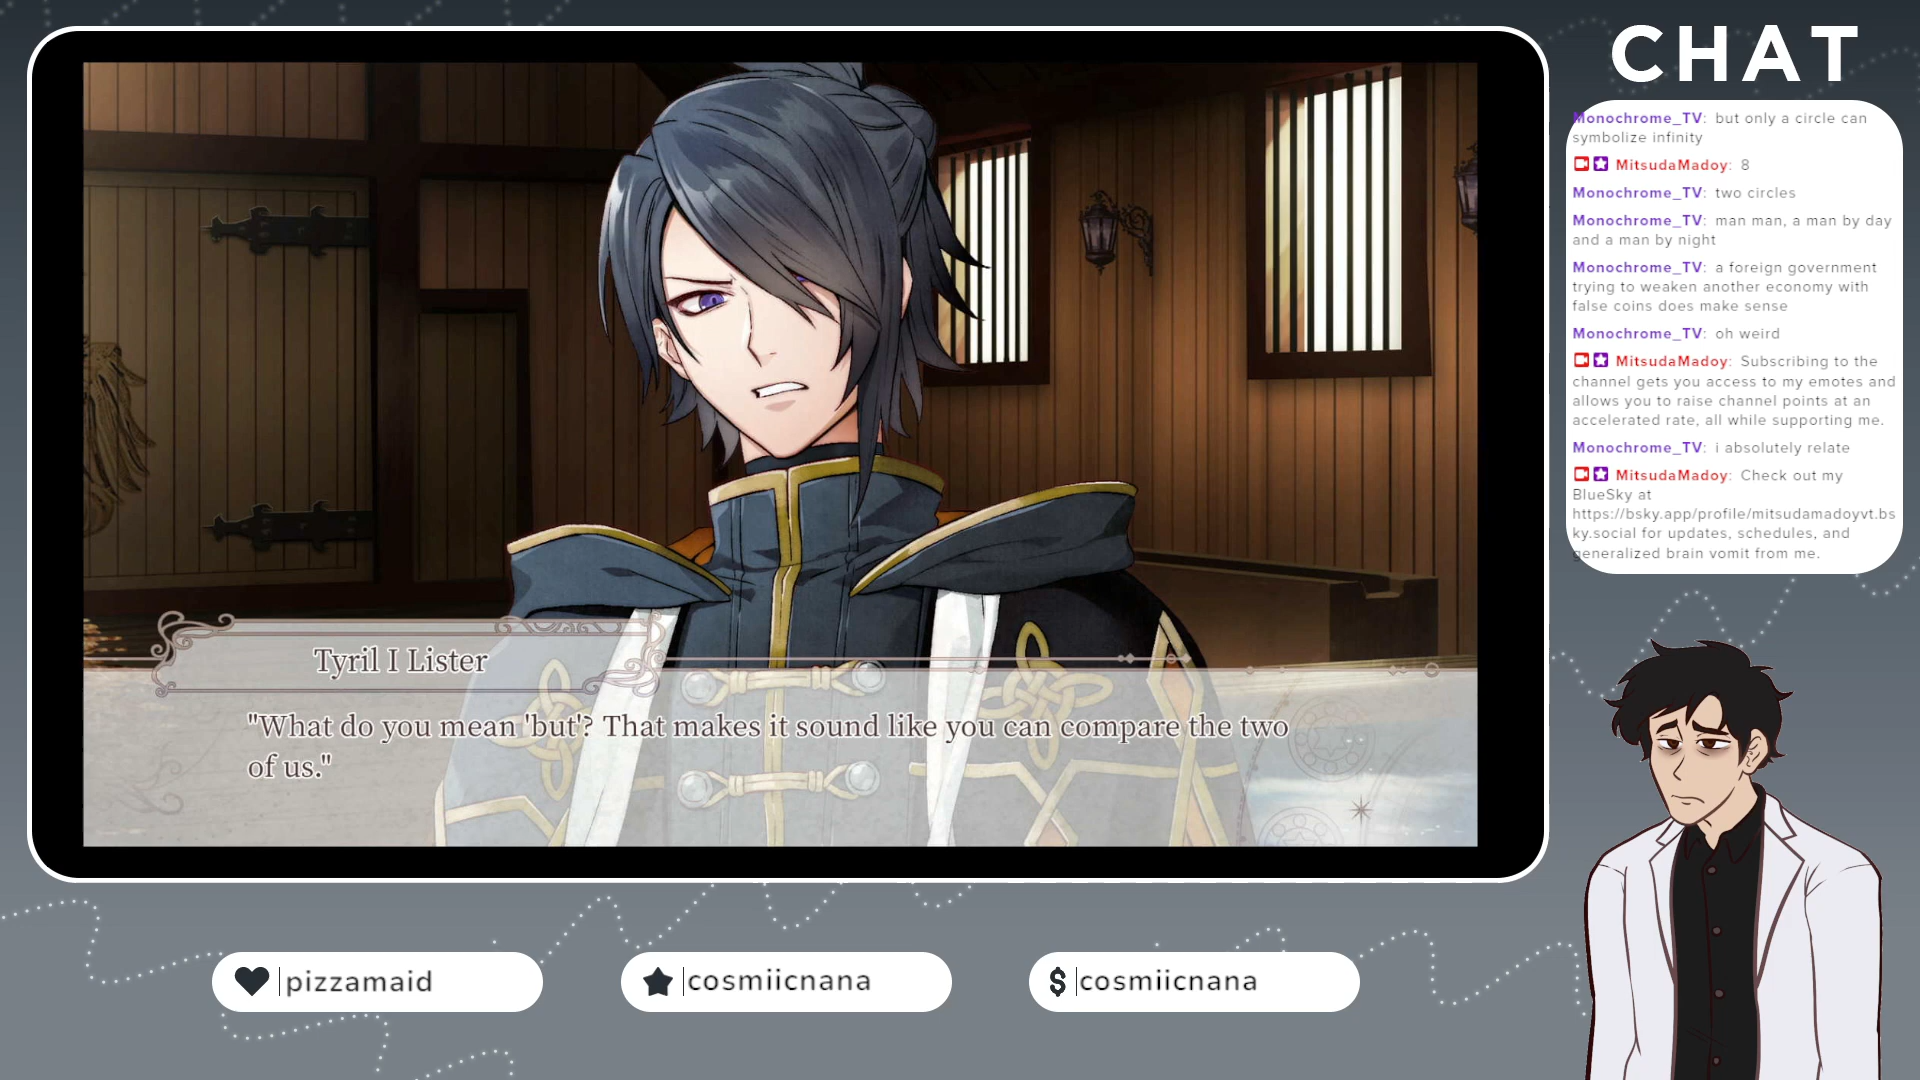 CHAT
Monochrome_TV: but only a circle can
symbolize infinity
MitsudaMadoy: 8
Monochrome_TV: two circles
Monochrome_TV: man man, a man by day
and a man by night
Monochrome_TV: a foreign government
trying to weaken another economy with
false coins does make sense
Monochrome_TV: oh weird
MitsudaMadoy: Subscribing to the
channel gets you access to my emotes and
allows you to raise channel points at an
accelerated rate, all while supporting me.
Monochrome_TV: i absolutely relate
MitsudaMadoy: Check out my
BlueSky at
https://bsky.app/profile/mitsudamadoyvt.bs
ky.social for updates, schedules, and
generalized brain vomit from me.
Tyril I Lister
"What do you mean 'but'? That makes it sound like you can compare the two
of us."
pizzamaid
cosmiicnana
$ cosmiicnana